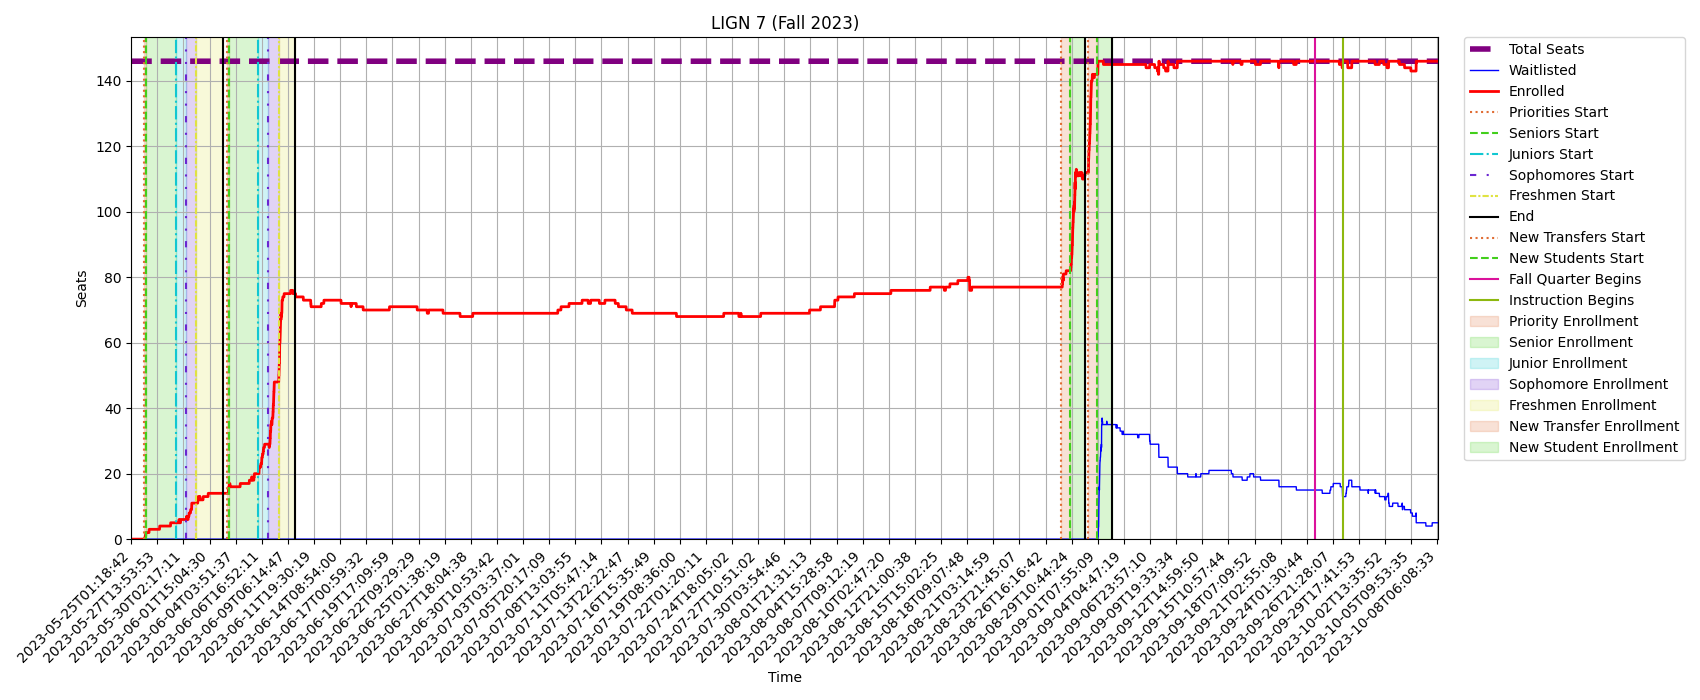 LIGN 7 (Fall 2023)
Seats
140
120
100
80
60
40
20
0
2023-05-25T01:18:42
2023-05-27T13:53:53
2023-05-30T02:17:11
2023-06-01T15:04:30
2023-06-04T03:51:37
2023-06-06T16:52:11
2023-06-09T06:14:47
2023-06-11T19:30:19
2023-06-14T08:54:00
2023-06-17T00:59:32
2023-06-19T17:09:59
2023-06-22T09:29:29
2023-06-25T01:38:19
2023-06-27T18:04:38
2023-06-30T10:53:42
2023-07-03T03:37:01
2023-07-05T20:17:09
2023-07-08T13:03:55
2023-07-11T05:47:14
2023-07-13T22:22:47
2023-07-16T15:35:49
2023-07-19T08:36:00
2023-07-22T01:20:11
2023-07-24T18:05:02
2023-07-27T10:51:02
2023-07-30T03:54:46
2023-08-01T21:31:13
2023-08-04T15:28:58
2023-08-07T09:12:19
2023-08-10T02:47:20
2023-08-12T21:00:38
2023-08-15T15:02:25
2023-08-18T09:07:48
2023-08-21T03:14:59
2023-08-23T21:45:07
2023-08-26T16:16:42
2023-08-29T10:44:24
2023-09-01T07:55:09
2023-09-04T04:47:19
2023-09-06T23:57:10
2023-09-09T19:33:34
2023-09-12T14:59:50
2023-09-15T10:57:44
2023-09-18T07:09:52
2023-09-21T02:55:08
2023-09-24T01:30:44
2023-09-26T21:28:07
2023-09-29T17:41:53
2023-10-02T13:35:52
2023-10-05T09:53:35
2023-10-08T06:08:33
Time
Total Seats
Waitlisted
Enrolled
Priorities Start
Seniors Start
Juniors Start
Sophomores Start
Freshmen Start
End
New Transfers Start
New Students Start
Fall Quarter Begins
Instruction Begins
Priority Enrollment
Senior Enrollment
Junior Enrollment
Sophomore Enrollment
Freshmen Enrollment
New Transfer Enrollment
New Student Enrollment